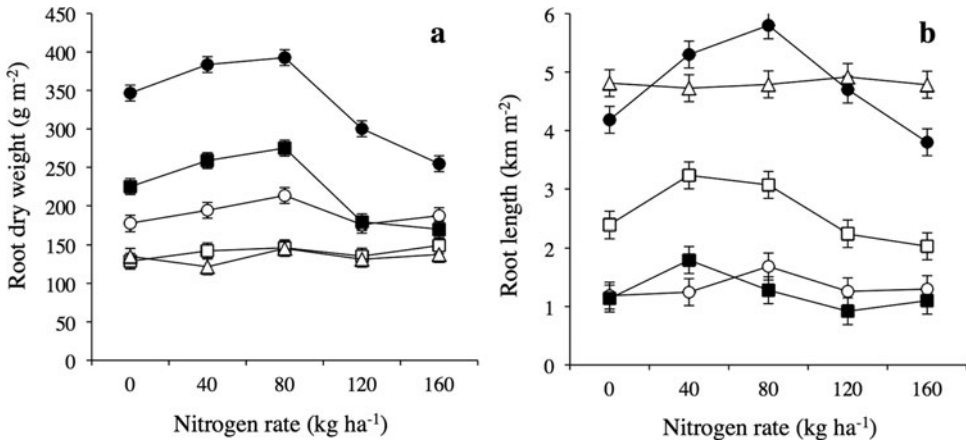 a
450
400
350
300
250
200
150
100
50
0
Root dry weight (g m-2)
0 40 80 120 160
Nitrogen rate (kg ha-1)
b
6
5
4
3
2
1
0
Root length (km m-2)
0 40 80 120 160
Nitrogen rate (kg ha-1)